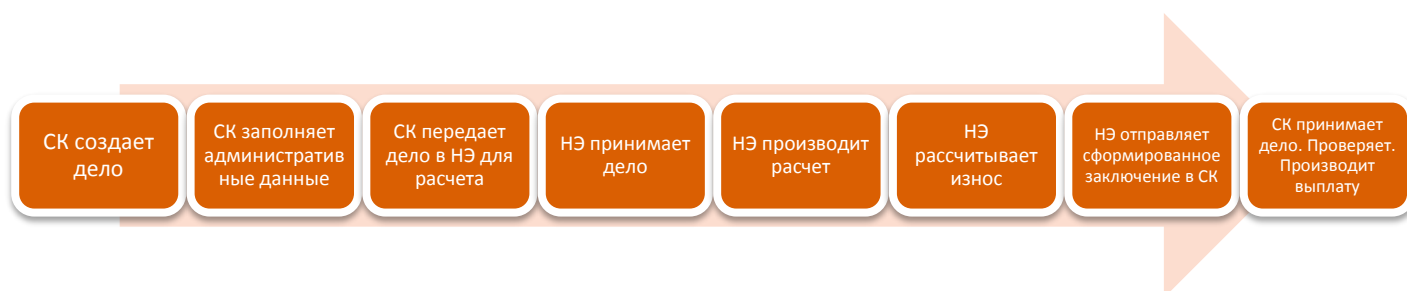 СК создает
дело
СК заполняет
административ
ные данные
СК передает
дело в НЭ для
расчета
НЭ принимает
дело
НЭ производит
расчет
НЭ
рассчитывает
износ
НЭ отправляет
сформированное
заключение в СК
СК принимает
дело. Проверяет.
Производит
выплату